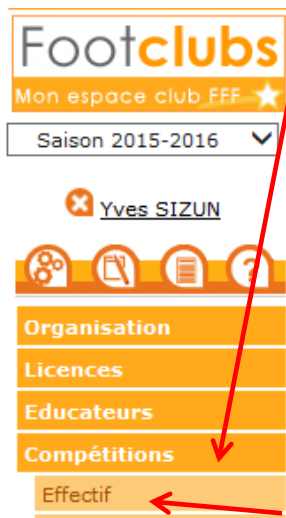 Footclubs
Mon espace club FFF
Saison 2015-2016
Yves SIZUN
?
Organisation
Licences
Educateurs
Compétitions
Effectif